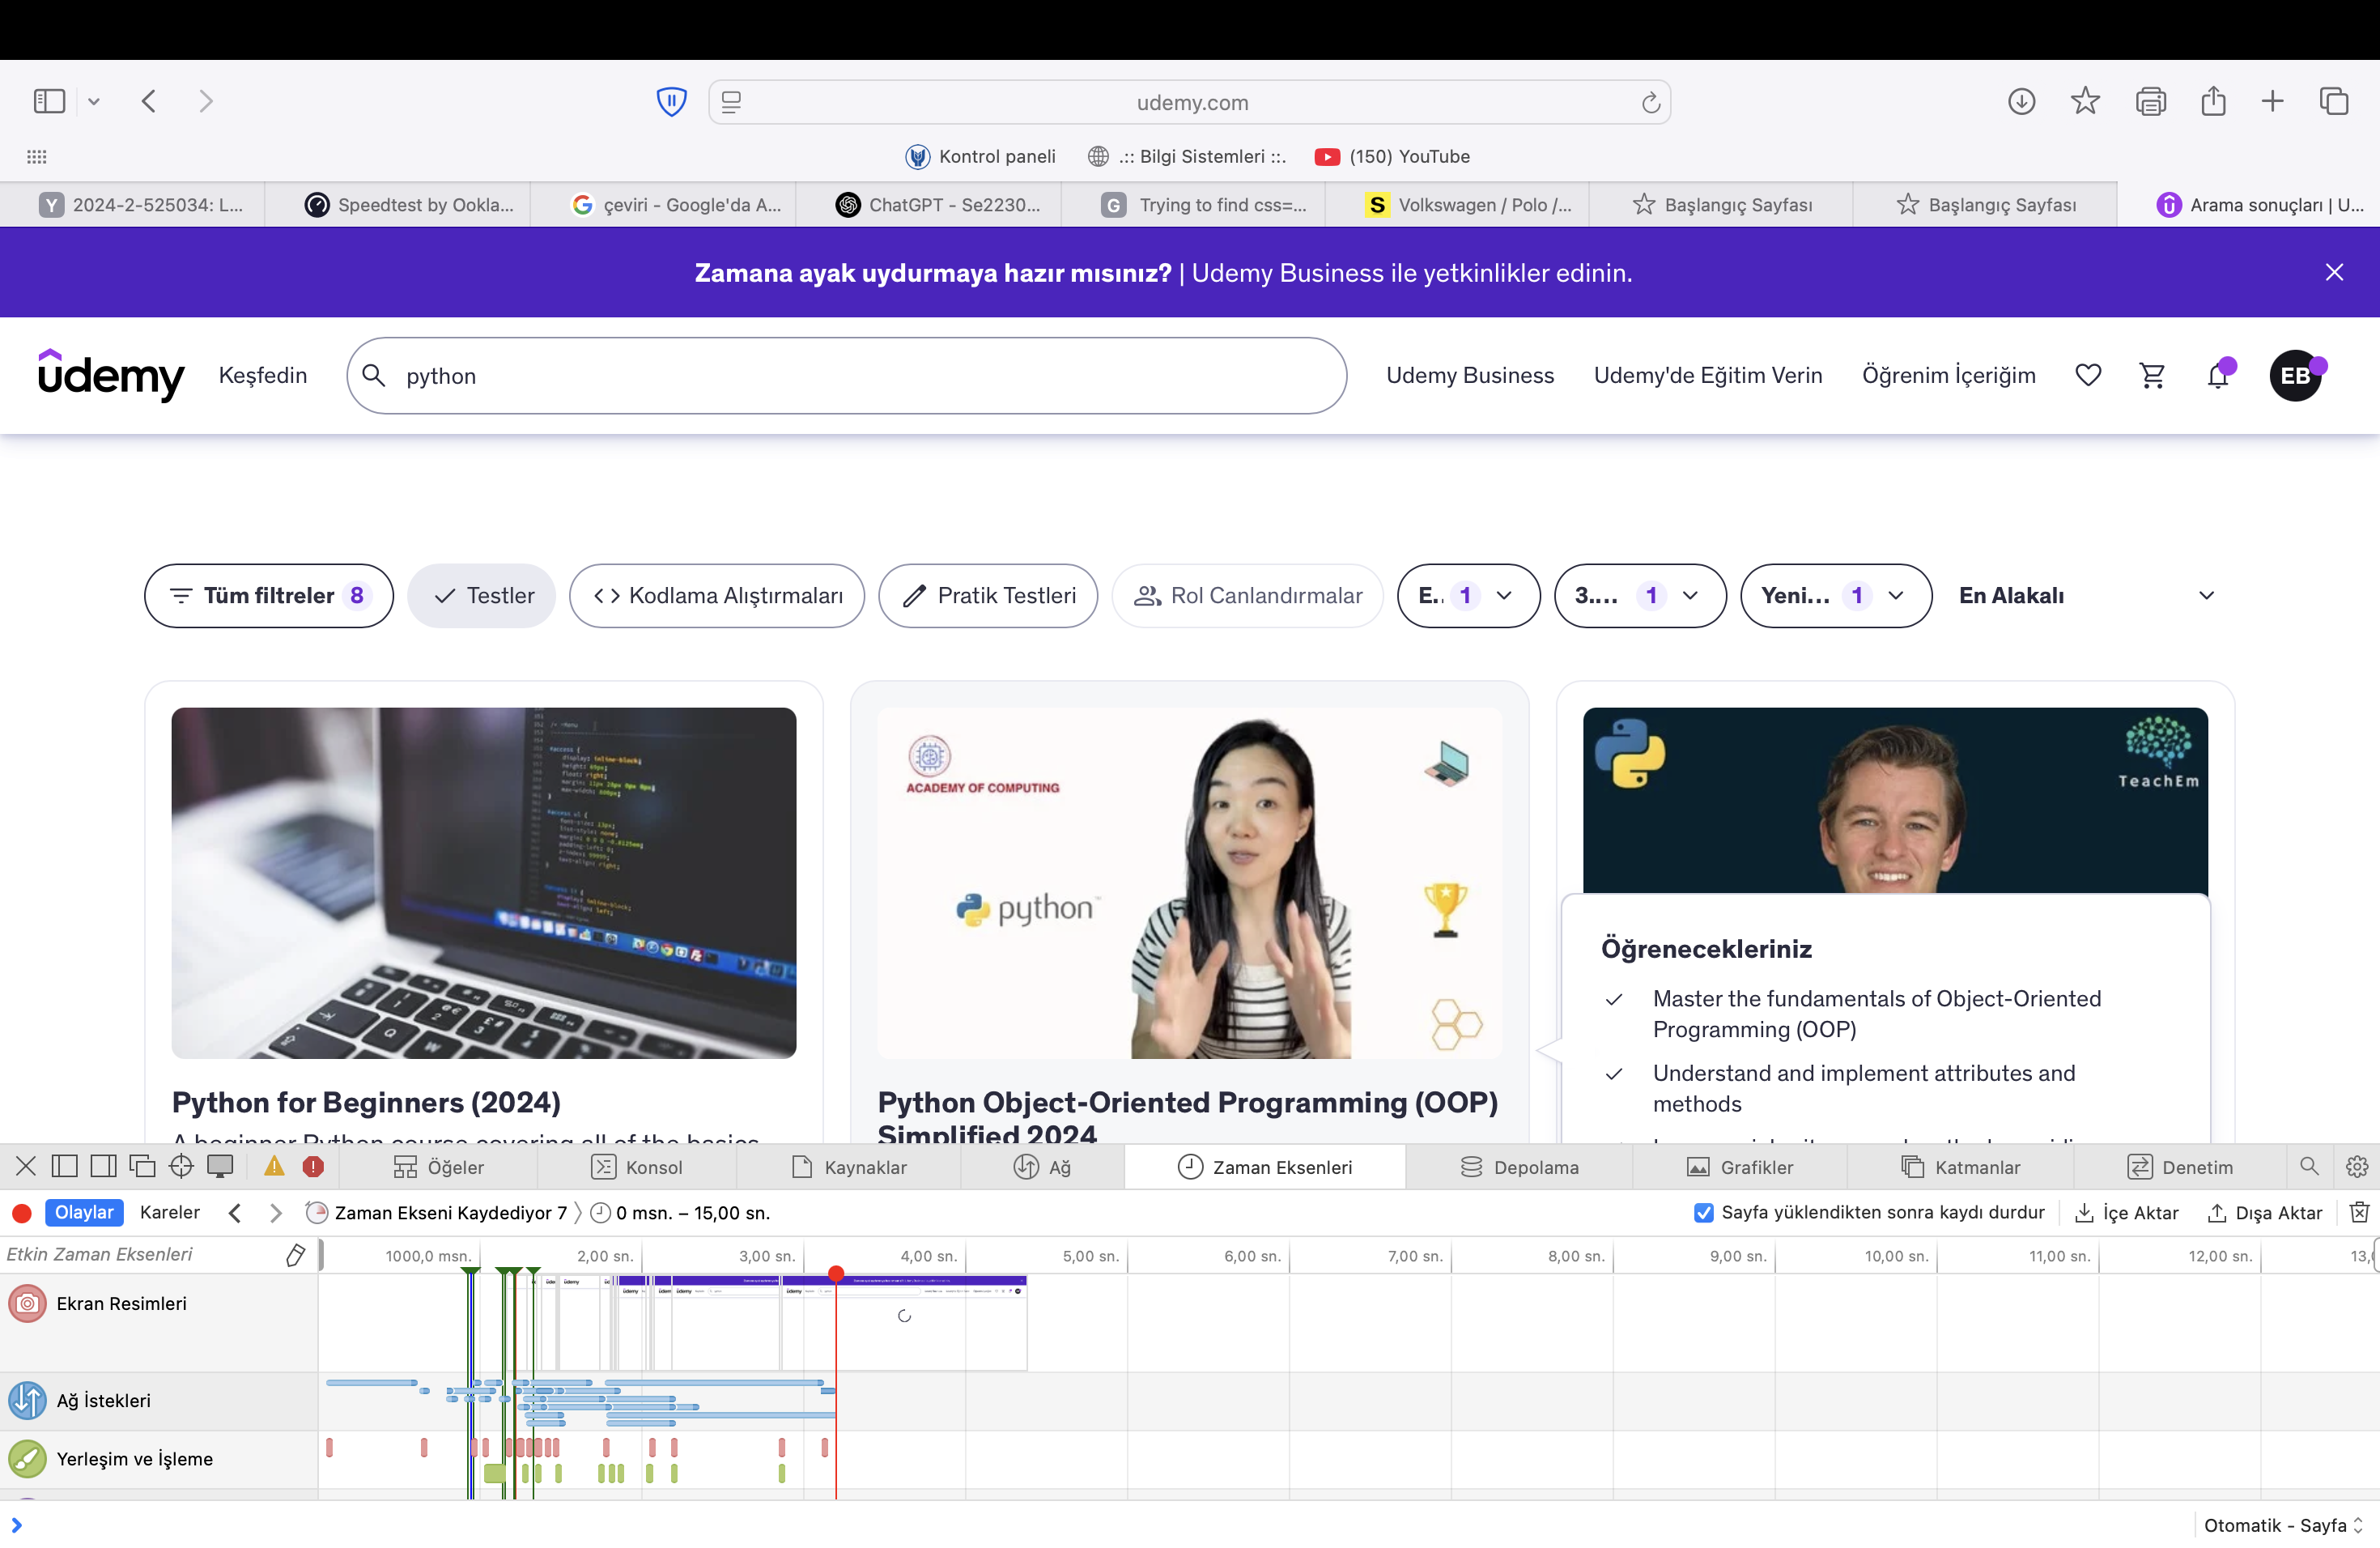 udemy.com
Kontrol paneli
.:: Bilgi Sistemleri ::.
(150) YouTube
Y 2024-2-525034: L...
Speedtest by Ookla...
çeviri - Google'da A...
ChatGPT - Se2230...
G Trying to find css=...
S Volkswagen / Polo /...
Başlangıç Sayfası
Başlangıç Sayfası
Arama sonuçları | U...
Zamana ayak uydurmaya hazır mısınız? | Udemy Business ile yetkinlikler edinin.
udemy
Keşfedin
python
Udemy Business
Udemy'de Eğitim Verin
Öğrenim İçeriğim
EB
Tüm filtreler 8
Testler
Kodlama Alıştırmaları
Pratik Testleri
Rol Canlandırmalar
E.. 1
3.... 1
Yeni... 1
En Alakalı
ACADEMY OF COMPUTING
python
TeachEm
Öğrenecekleriniz
Master the fundamentals of Object-Oriented
Programming (OOP)
Understand and implement attributes and
methods
Python for Beginners (2024)
A beginner Python course covering all of the basics
Python Object-Oriented Programming (OOP)
Simplified 2024
Öğeler
Konsol
Kaynaklar
Ağ
Zaman Eksenleri
Depolama
Grafikler
Katmanlar
Denetim
Olaylar
Kareler
Zaman Ekseni Kaydediyor 7
0 msn. – 15,00 sn.
Sayfa yüklendikten sonra kaydı durdur
İçe Aktar
Dışa Aktar
Etkin Zaman Eksenleri
1000,0 msn.
2,00 sn.
3,00 sn.
4,00 sn.
5,00 sn.
6,00 sn.
7,00 sn.
8,00 sn.
9,00 sn.
10,00 sn.
11,00 sn.
12,00 sn.
13,
Ekran Resimleri
Ağ İstekleri
Yerleşim ve İşleme
Otomatik - Sayfa